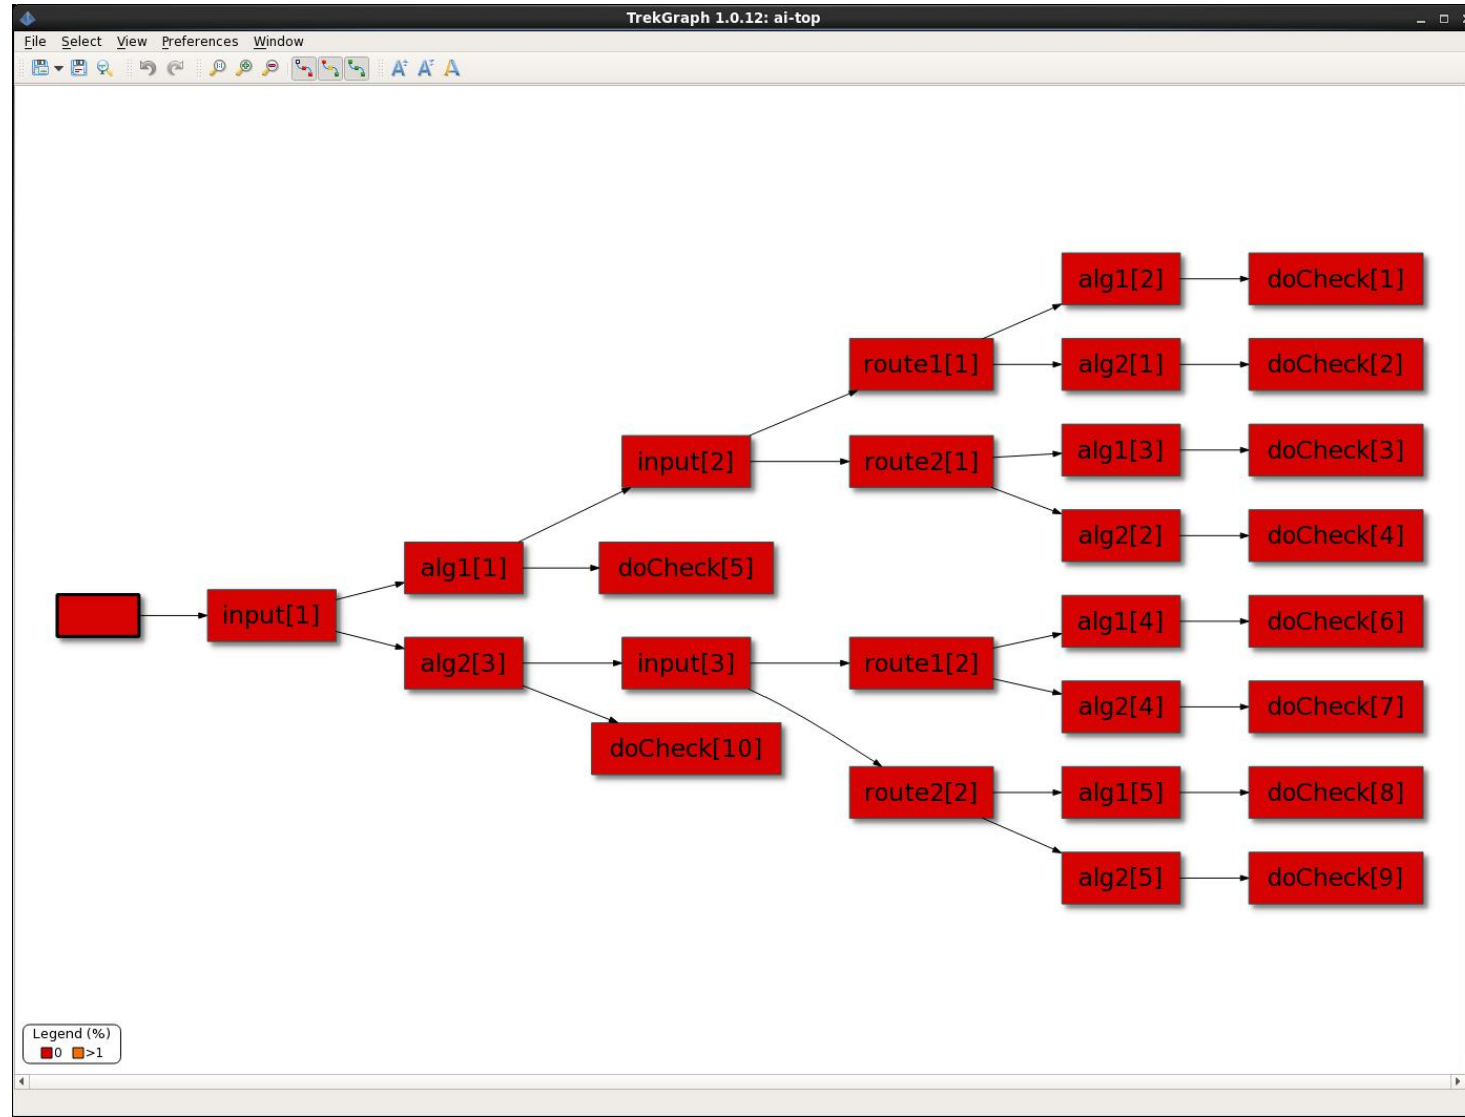 TrekGraph 1.0.12: ai-top
File Select View Preferences Window
alg1[2] doCheck[1]
route1[1] alg2[1] doCheck[2]
input[2] route2[1] alg1[3] doCheck[3]
alg2[2] doCheck[4]
alg1[1] doCheck[5]
input[1] alg1[4] doCheck[6]
alg2[3] input[3] route1[2]
alg2[4] doCheck[7]
doCheck[10]
route2[2] alg1[5] doCheck[8]
alg2[5] doCheck[9]
Legend (%)
0 >1